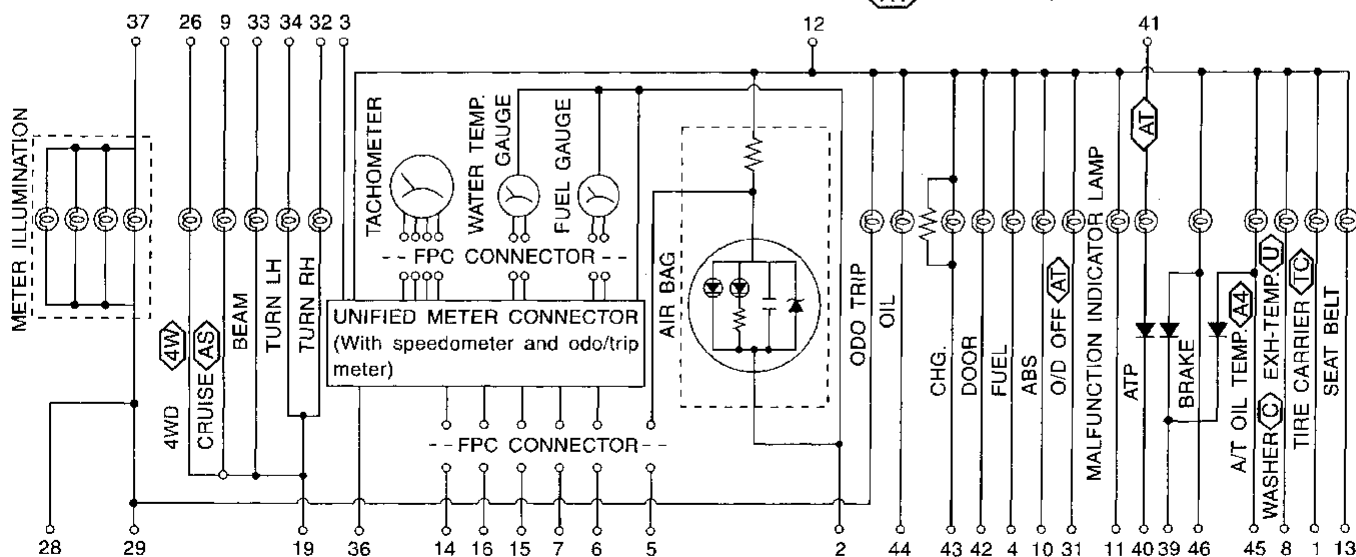 37 26 9 33 34 32 3 12 41
METER ILLUMINATION
TACHOMETER
WATER TEMP.
GAUGE
FUEL GAUGE
-- FPC CONNECTOR --
UNIFIED METER CONNECTOR
(With speedometer and odo/trip
meter)
-- FPC CONNECTOR --
4WD 4W
CRUISE AS
BEAM
TURN LH
TURN RH
AIR BAG
ODO TRIP
OIL
CHG.
DOOR
FUEL
ABS
O/D OFF AT
MALFUNCTION INDICATOR LAMP
ATP
AT
BRAKE
A/T OIL TEMP. A4
WASHER C EXH-TEMP. U
TIRE CARRIER TC
SEAT BELT
28 29 19 36 14 16 15 7 6 5 2 44 43 42 4 10 31 11 40 39 46 45 8 1 13